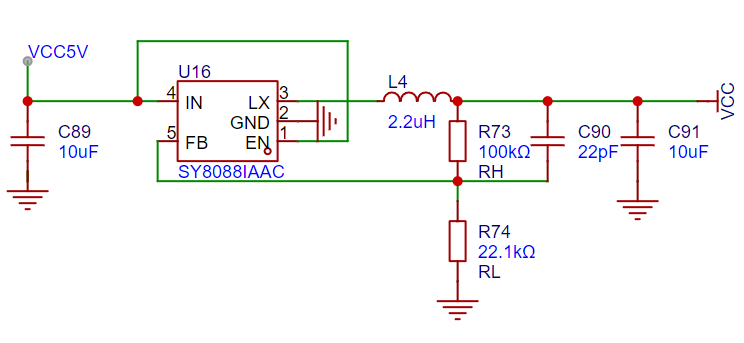 VCC5V
U16
L4
VCC
4
3
IN
LX
2
GND
C89
10uF
5
1
FB
EN
2.2uH
R73
100kΩ
RH
C90
22pF
C91
10uF
SY8088IAAC
R74
22.1kΩ
RL